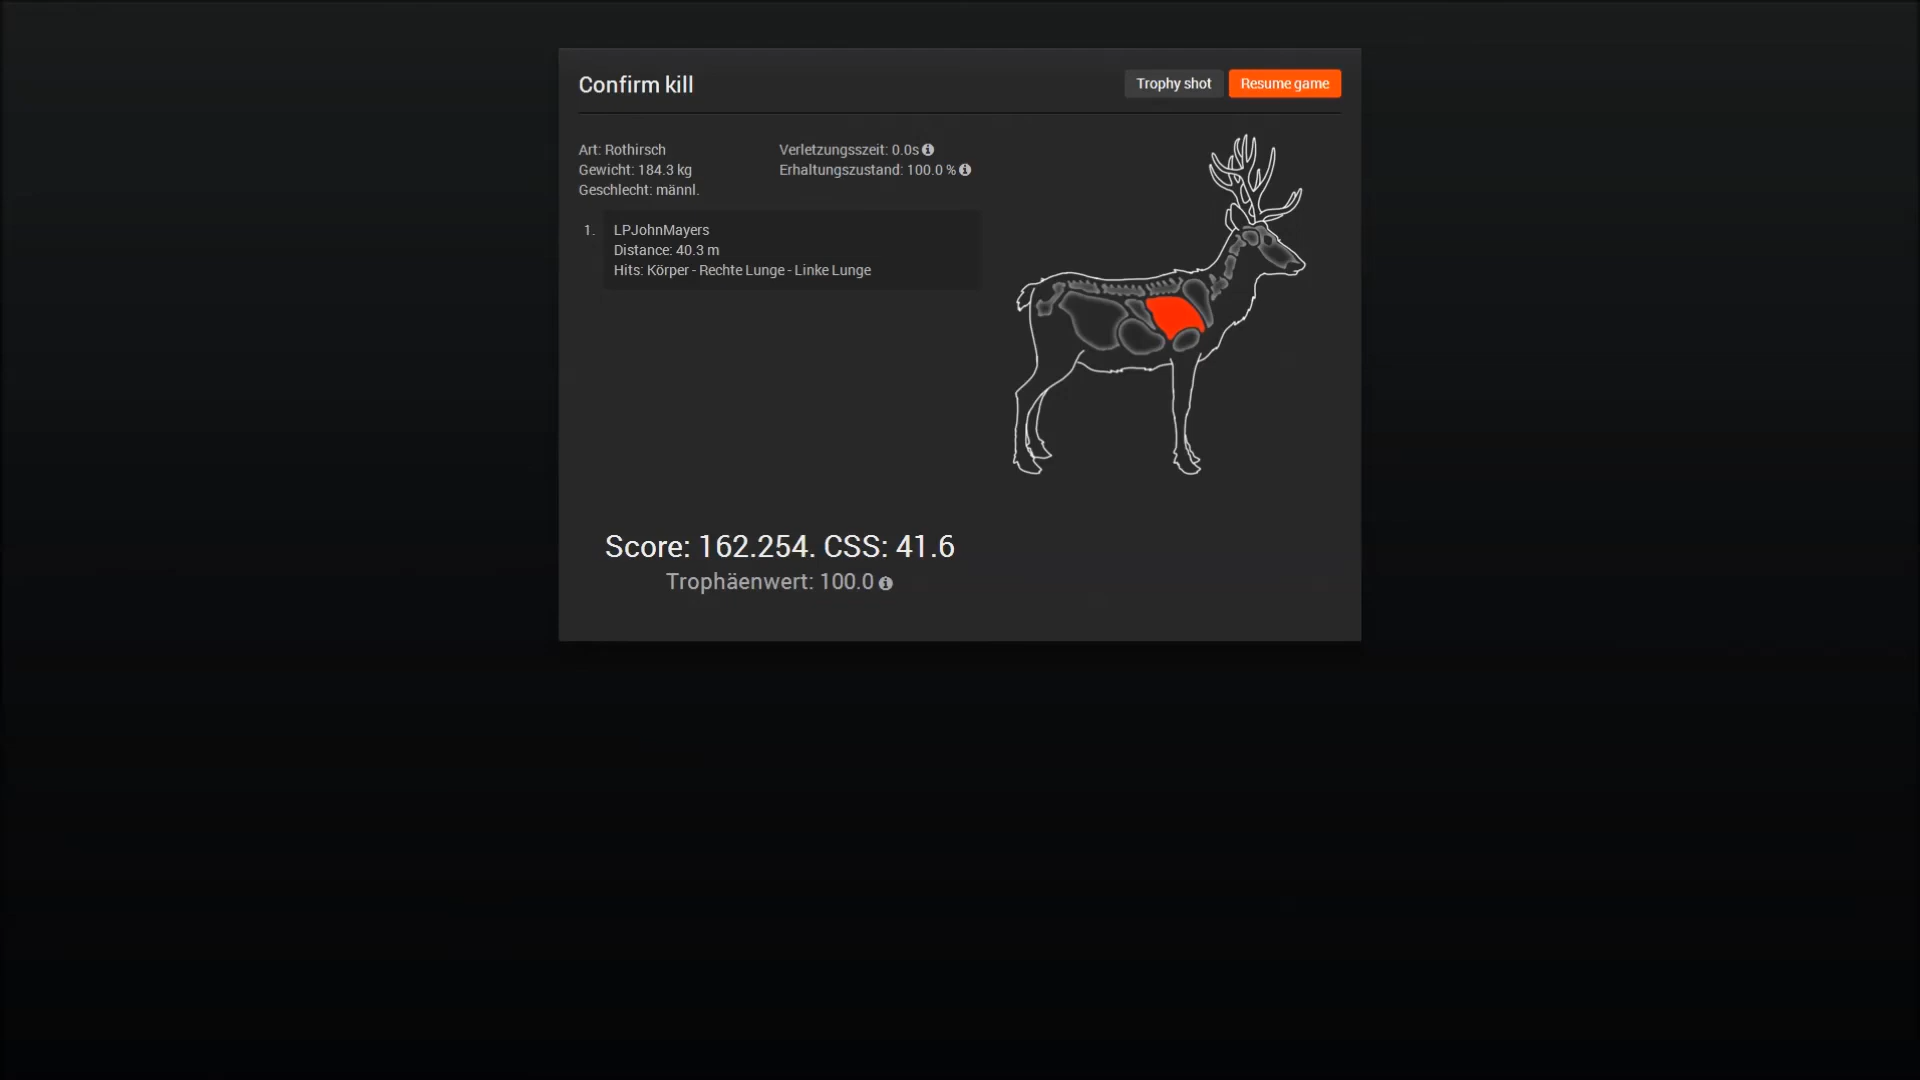 Confirm kill
Trophy shot
Resume game
Art: Rothirsch
Gewicht: 184.3 kg
Geschlecht: männl.
Verletzungsszeit: 0.0s
Erhaltungszustand: 100.0 %
1.
LPJohnMayers
Distance: 40.3 m
Hits: Körper - Rechte Lunge - Linke Lunge
Score: 162.254. CSS: 41.6
Trophäenwert: 100.0